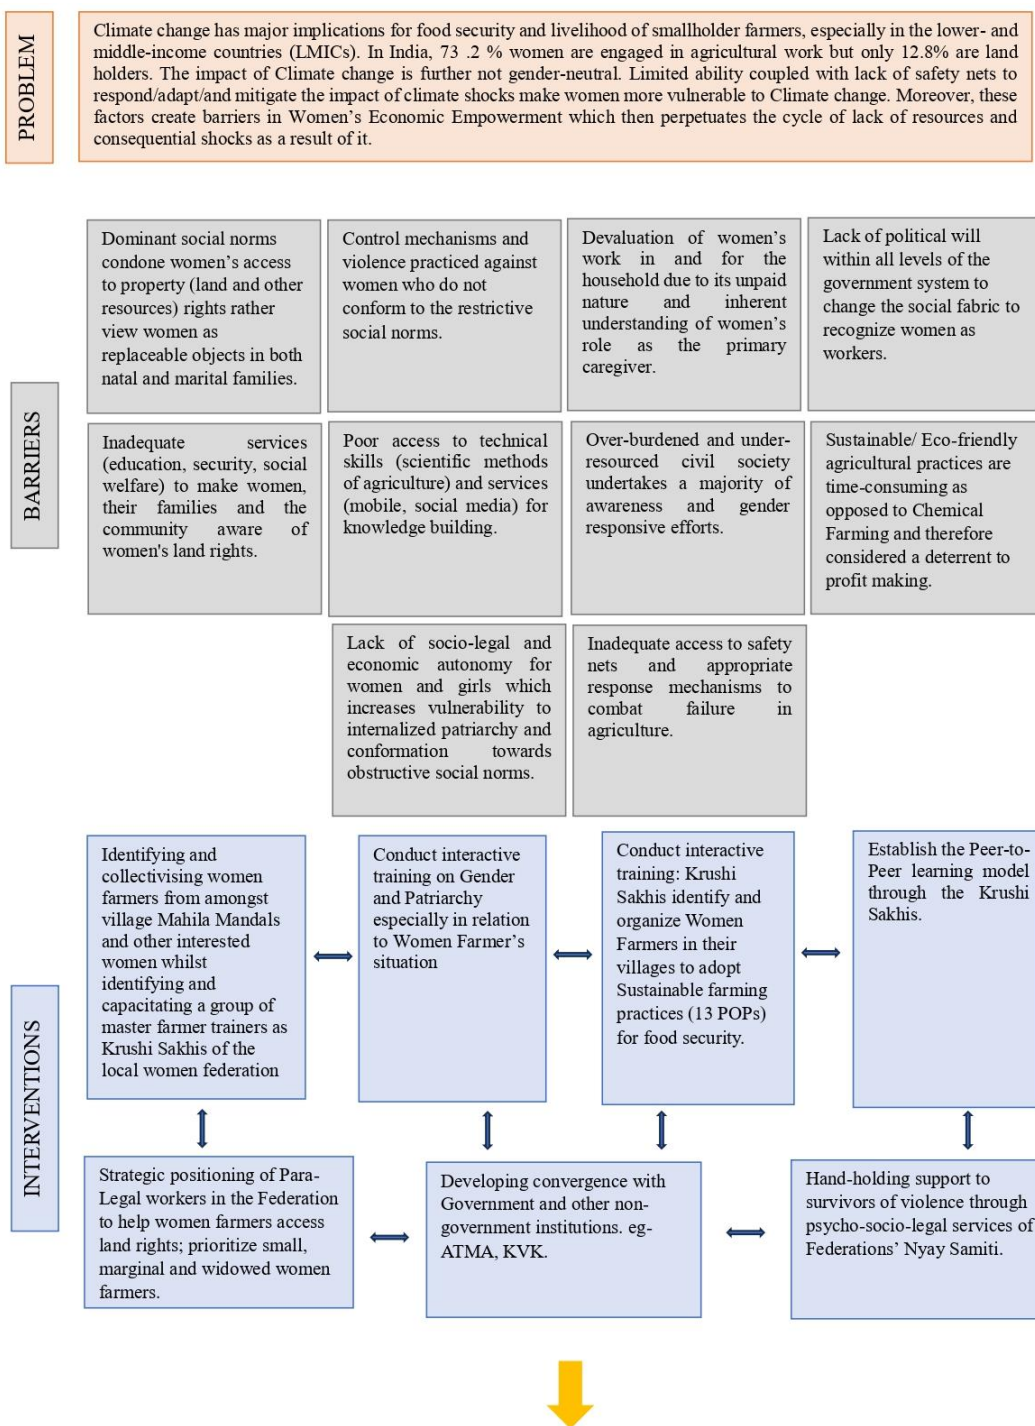 PROBLEM
Climate change has major implications for food security and livelihood of smallholder farmers, especially in the lower- and
middle-income countries (LMICs). In India, 73 .2 % women are engaged in agricultural work but only 12.8% are land
holders. The impact of Climate change is further not gender-neutral. Limited ability coupled with lack of safety nets to
respond/adapt/and mitigate the impact of climate shocks make women more vulnerable to Climate change. Moreover, these
factors create barriers in Women's Economic Empowerment which then perpetuates the cycle of lack of resources and
consequential shocks as a result of it.
BARRIERS
Dominant social norms
condone women's access
to property (land and other
resources) rights rather
view women as
replaceable objects in both
natal and marital families.
Control mechanisms and
violence practiced against
women who do not
conform to the restrictive
social norms.
Devaluation of women's
work in and for the
household due to its unpaid
nature and inherent
understanding of women's
role as the primary
caregiver.
Lack of political will
within all levels of the
government system to
change the social fabric to
recognize women as
workers.
Inadequate services
(education, security, social
welfare) to make women,
their families and the
community aware of
women's land rights.
Poor access to technical
skills (scientific methods
of agriculture) and services
(mobile, social media) for
knowledge building.
Over-burdened and under-
resourced civil society
undertakes a majority of
awareness and gender
responsive efforts.
Sustainable/ Eco-friendly
agricultural practices are
time-consuming as
opposed to Chemical
Farming and therefore
considered a deterrent to
profit making.
Lack of socio-legal and
economic autonomy for
women and girls which
increases vulnerability to
internalized patriarchy and
conformation towards
obstructive social norms.
Inadequate access to safety
nets and appropriate
response mechanisms to
combat failure in
agriculture.
INTERVENTIONS
Identifying and
collectivising women
farmers from amongst
village Mahila Mandals
and other interested
women whilst
identifying and
capacitating a group of
master farmer trainers as
Krushi Sakhis of the
local women federation
Conduct interactive
training on Gender
and Patriarchy
especially in relation
to Women Farmer's
situation
Conduct interactive
training: Krushi
Sakhis identify and
organize Women
Farmers in their
villages to adopt
Sustainable farming
practices (13 POPs)
for food security.
Establish the Peer-to-
Peer learning model
through the Krushi
Sakhis.
Strategic positioning of Para-
Legal workers in the Federation
to help women farmers access
land rights; prioritize small,
marginal and widowed women
farmers.
Developing convergence with
Government and other non-
government institutions. eg-
ATMA, KVK.
Hand-holding support to
survivors of violence through
psycho-socio-legal services of
Federations' Nyay Samiti.